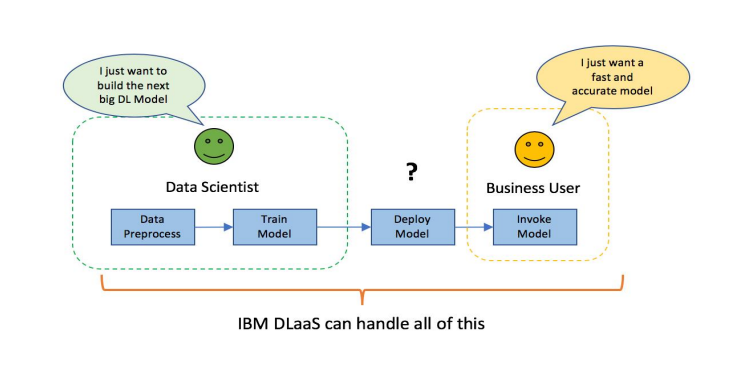 I just want to
build the next
big DL Model
I just want a
fast and
accurate model
Data Scientist
?
Business User
Data
Preprocess
Train
Model
Deploy
Model
Invoke
Model
IBM DLaaS can handle all of this